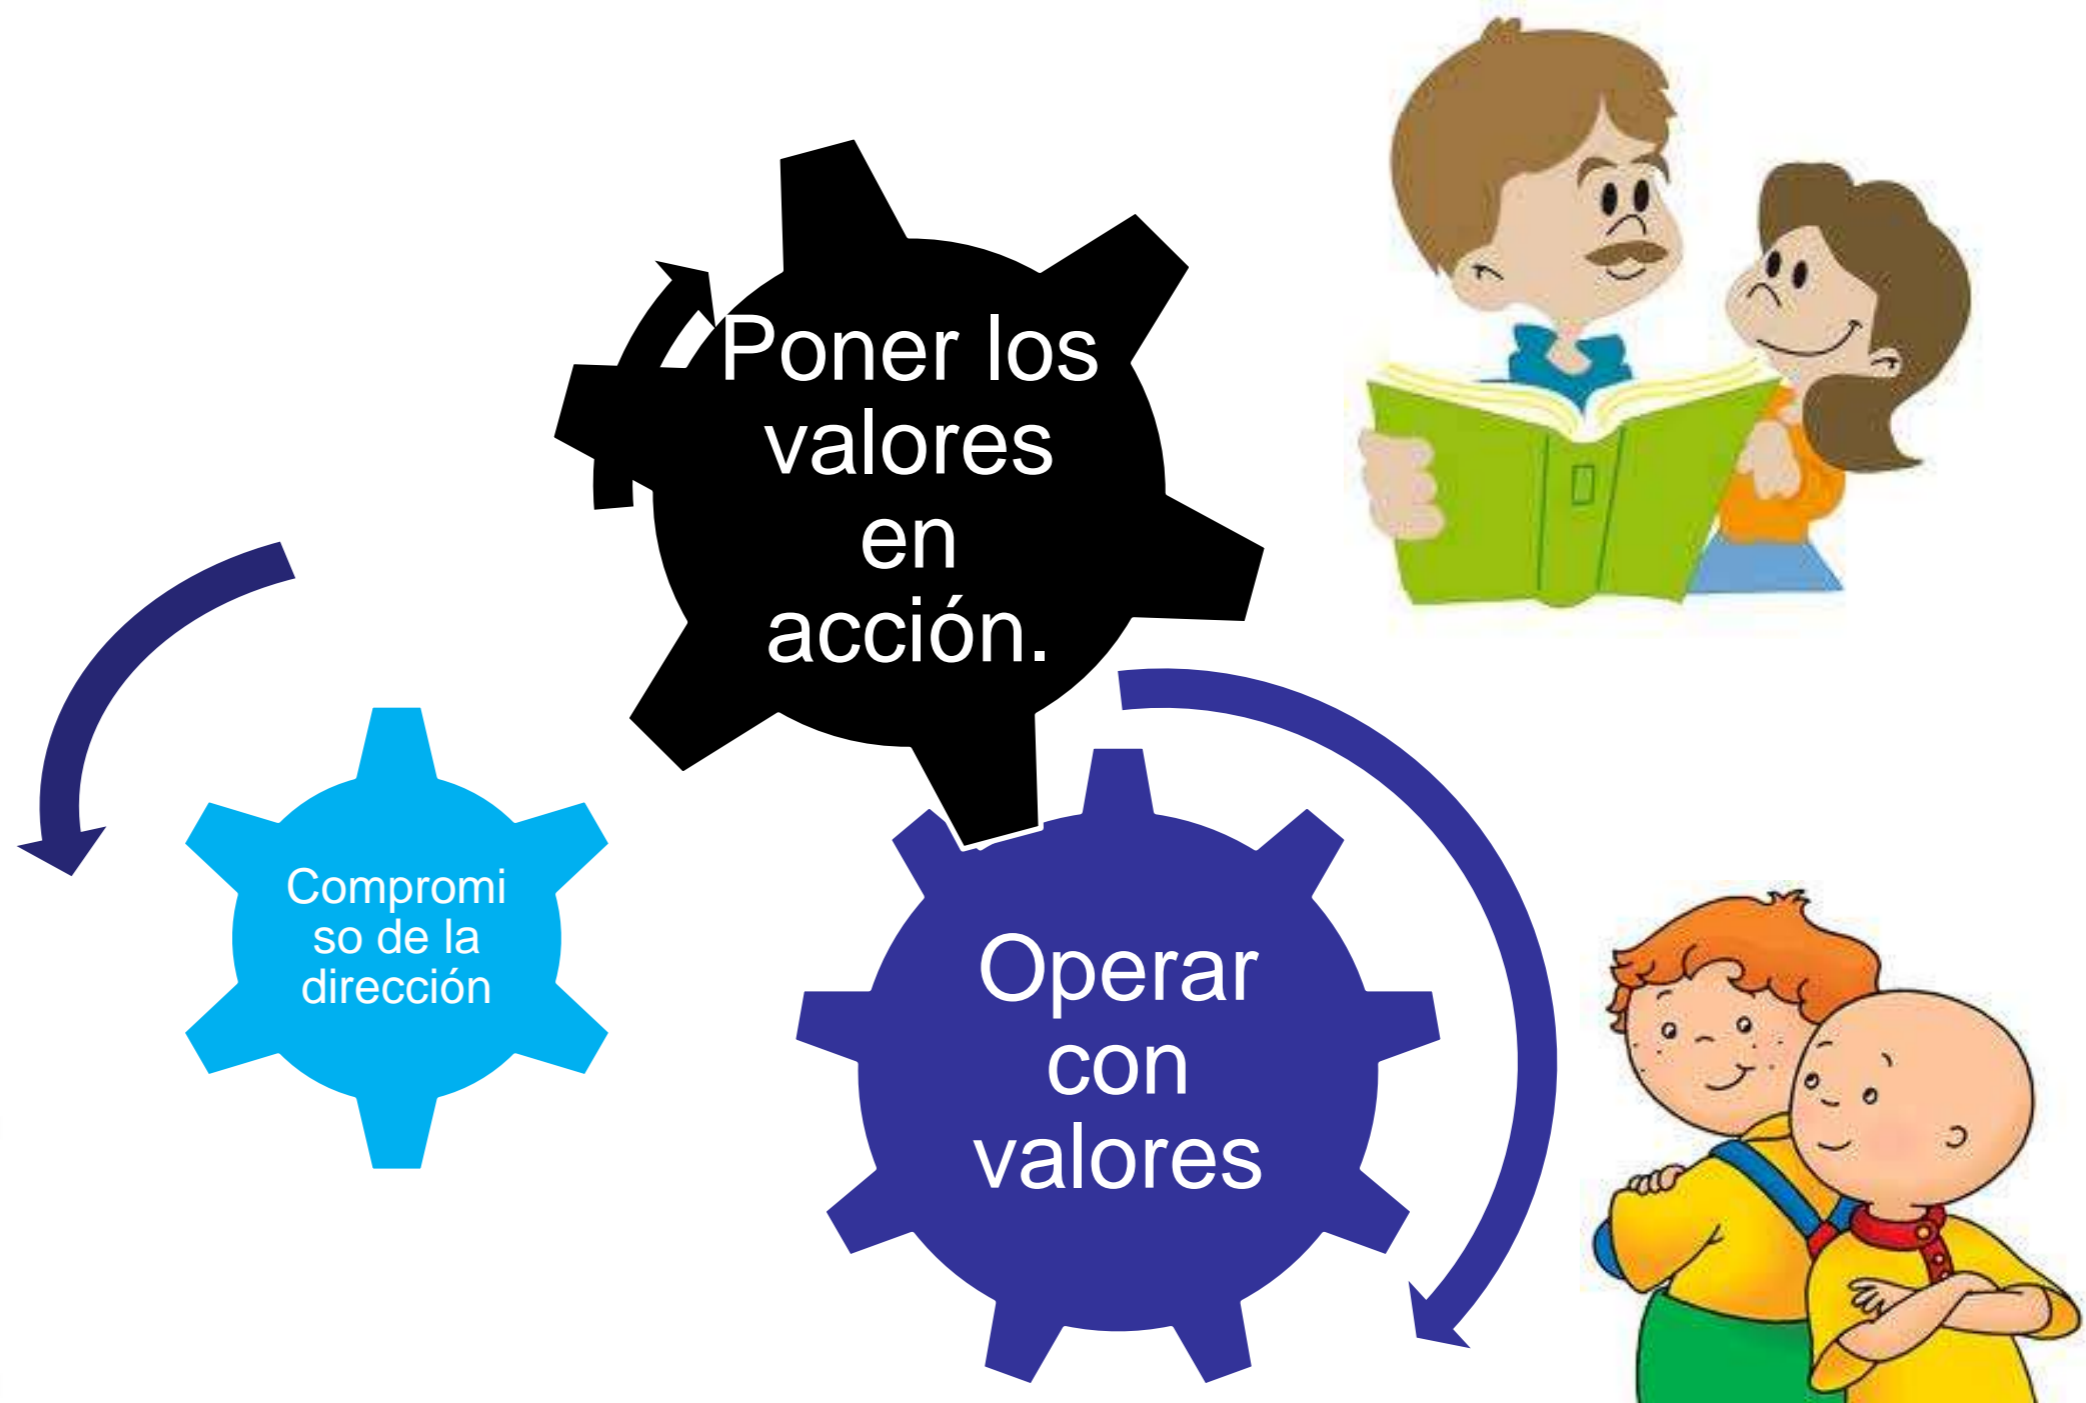 Poner los
valores
en
acción.
Compromi
so de la
dirección
Operar
con
valores